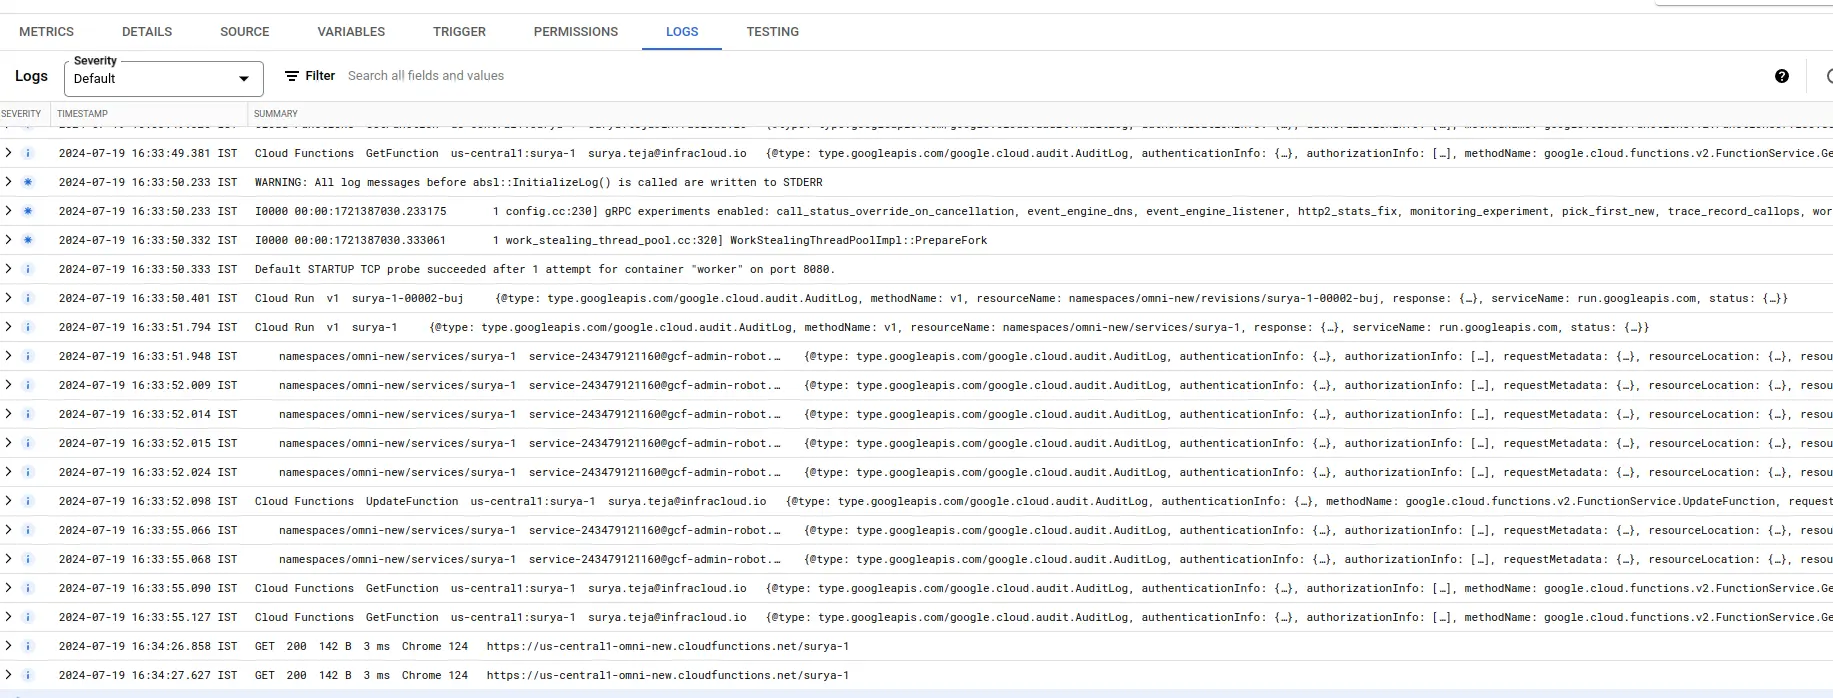 METRICS DETAILS SOURCE VARIABLES TRIGGER PERMISSIONS LOGS TESTING
Severity
Logs Default Filter Search all fields and values
SEVERITY TIMESTAMP SUMMARY
2024-07-19 16:33:49.381 IST Cloud Functions GetFunction us-central1:surya-1 surya.teja@infracloud.io {@type: type.googleapis.com/google.cloud.audit.AuditLog, authenticationInfo: {…}, authorizationInfo: […], methodName: google.cloud.functions.v2.FunctionService.Ge
2024-07-19 16:33:50.233 IST WARNING: All log messages before absl::InitializeLog() is called are written to STDERR
2024-07-19 16:33:50.233 IST I0000 00:00:1721387030.233175 1 config.cc:230] gRPC experiments enabled: call_status_override_on_cancellation, event_engine_dns, event_engine_listener, http2_stats_fix, monitoring_experiment, pick_first_new, trace_record_callops, wor
2024-07-19 16:33:50.332 IST I0000 00:00:1721387030.333061 1 work_stealing_thread_pool.cc:320] WorkStealingThreadPoolImpl::PrepareFork
2024-07-19 16:33:50.333 IST Default STARTUP TCP probe succeeded after 1 attempt for container "worker" on port 8080.
2024-07-19 16:33:50.401 IST Cloud Run v1 surya-1-00002-buj {@type: type.googleapis.com/google.cloud.audit.AuditLog, methodName: v1, resourceName: namespaces/omni-new/revisions/surya-1-00002-buj, response: {…}, serviceName: run.googleapis.com, status: {…}}
2024-07-19 16:33:51.794 IST Cloud Run v1 surya-1 {@type: type.googleapis.com/google.cloud.audit.AuditLog, methodName: v1, resourceName: namespaces/omni-new/services/surya-1, response: {…}, serviceName: run.googleapis.com, status: {…}}
2024-07-19 16:33:51.948 IST namespaces/omni-new/services/surya-1 service-243479121160@gcf-admin-robot.… {@type: type.googleapis.com/google.cloud.audit.AuditLog, authenticationInfo: {…}, authorizationInfo: […], requestMetadata: {…}, resourceLocation: {…}, resou
2024-07-19 16:33:52.009 IST namespaces/omni-new/services/surya-1 service-243479121160@gcf-admin-robot.… {@type: type.googleapis.com/google.cloud.audit.AuditLog, authenticationInfo: {…}, authorizationInfo: […], requestMetadata: {…}, resourceLocation: {…}, resou
2024-07-19 16:33:52.014 IST namespaces/omni-new/services/surya-1 service-243479121160@gcf-admin-robot.… {@type: type.googleapis.com/google.cloud.audit.AuditLog, authenticationInfo: {…}, authorizationInfo: […], requestMetadata: {…}, resourceLocation: {…}, resou
2024-07-19 16:33:52.015 IST namespaces/omni-new/services/surya-1 service-243479121160@gcf-admin-robot.… {@type: type.googleapis.com/google.cloud.audit.AuditLog, authenticationInfo: {…}, authorizationInfo: […], requestMetadata: {…}, resourceLocation: {…}, resou
2024-07-19 16:33:52.024 IST namespaces/omni-new/services/surya-1 service-243479121160@gcf-admin-robot.… {@type: type.googleapis.com/google.cloud.audit.AuditLog, authenticationInfo: {…}, authorizationInfo: […], requestMetadata: {…}, resourceLocation: {…}, resou
2024-07-19 16:33:52.098 IST Cloud Functions UpdateFunction us-central1:surya-1 surya.teja@infracloud.io {@type: type.googleapis.com/google.cloud.audit.AuditLog, authenticationInfo: {…}, methodName: google.cloud.functions.v2.FunctionService.UpdateFunction, request
2024-07-19 16:33:55.066 IST namespaces/omni-new/services/surya-1 service-243479121160@gcf-admin-robot.… {@type: type.googleapis.com/google.cloud.audit.AuditLog, authenticationInfo: {…}, authorizationInfo: […], requestMetadata: {…}, resourceLocation: {…}, resou
2024-07-19 16:33:55.068 IST namespaces/omni-new/services/surya-1 service-243479121160@gcf-admin-robot.… {@type: type.googleapis.com/google.cloud.audit.AuditLog, authenticationInfo: {…}, authorizationInfo: […], requestMetadata: {…}, resourceLocation: {…}, resou
2024-07-19 16:33:55.090 IST Cloud Functions GetFunction us-central1:surya-1 surya.teja@infracloud.io {@type: type.googleapis.com/google.cloud.audit.AuditLog, authenticationInfo: {…}, authorizationInfo: […], methodName: google.cloud.functions.v2.FunctionService.Ge
2024-07-19 16:33:55.127 IST Cloud Functions GetFunction us-central1:surya-1 surya.teja@infracloud.io {@type: type.googleapis.com/google.cloud.audit.AuditLog, authenticationInfo: {…}, authorizationInfo: […], methodName: google.cloud.functions.v2.FunctionService.Ge
2024-07-19 16:34:26.858 IST GET 200 142 B 3 ms Chrome 124 https://us-central1-omni-new.cloudfunctions.net/surya-1
2024-07-19 16:34:27.627 IST GET 200 142 B 3 ms Chrome 124 https://us-central1-omni-new.cloudfunctions.net/surya-1